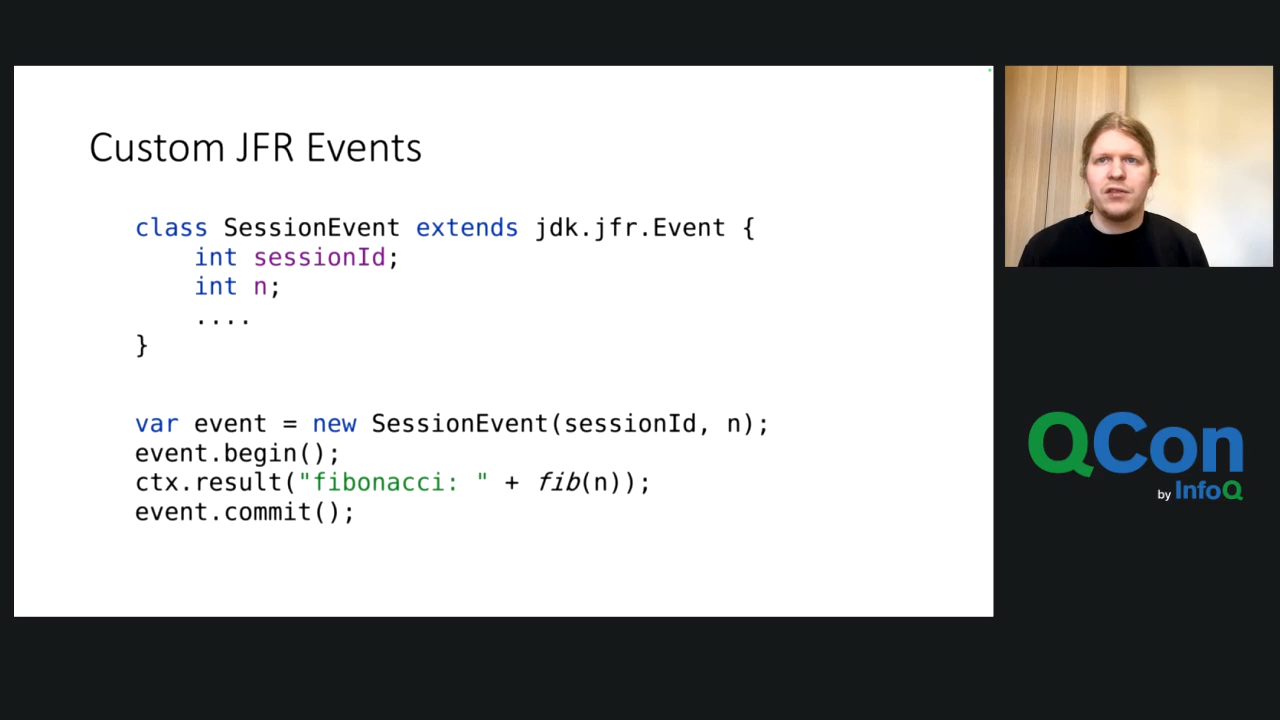 Custom JFR Events
class SessionEvent extends jdk.jfr.Event {
    int sessionId;
    int n;
    ....
}
var event = new SessionEvent(sessionId, n);
event.begin();
ctx.result("fibonacci: " + fib(n));
event.commit();
QCon
by InfoQ